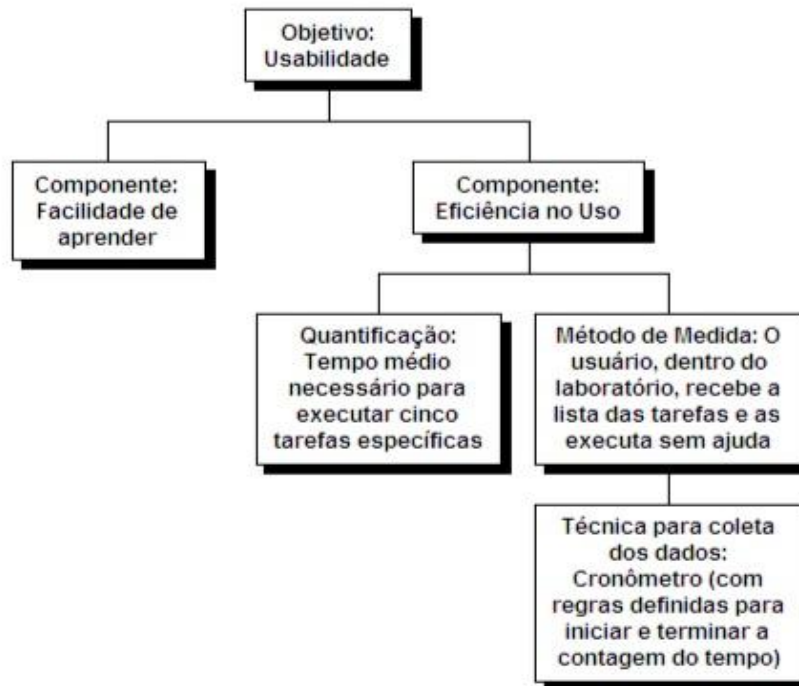 Objetivo:
Usabilidade
Componente:
Facilidade de
aprender
Componente:
Eficiência no Uso
Quantificação:
Tempo médio
necessário para
executar cinco
tarefas específicas
Método de Medida: O
usuário, dentro do
laboratório, recebe a
lista das tarefas e as
executa sem ajuda
Técnica para coleta
dos dados:
Cronômetro (com
regras definidas para
iniciar e terminar a
contagem do tempo)